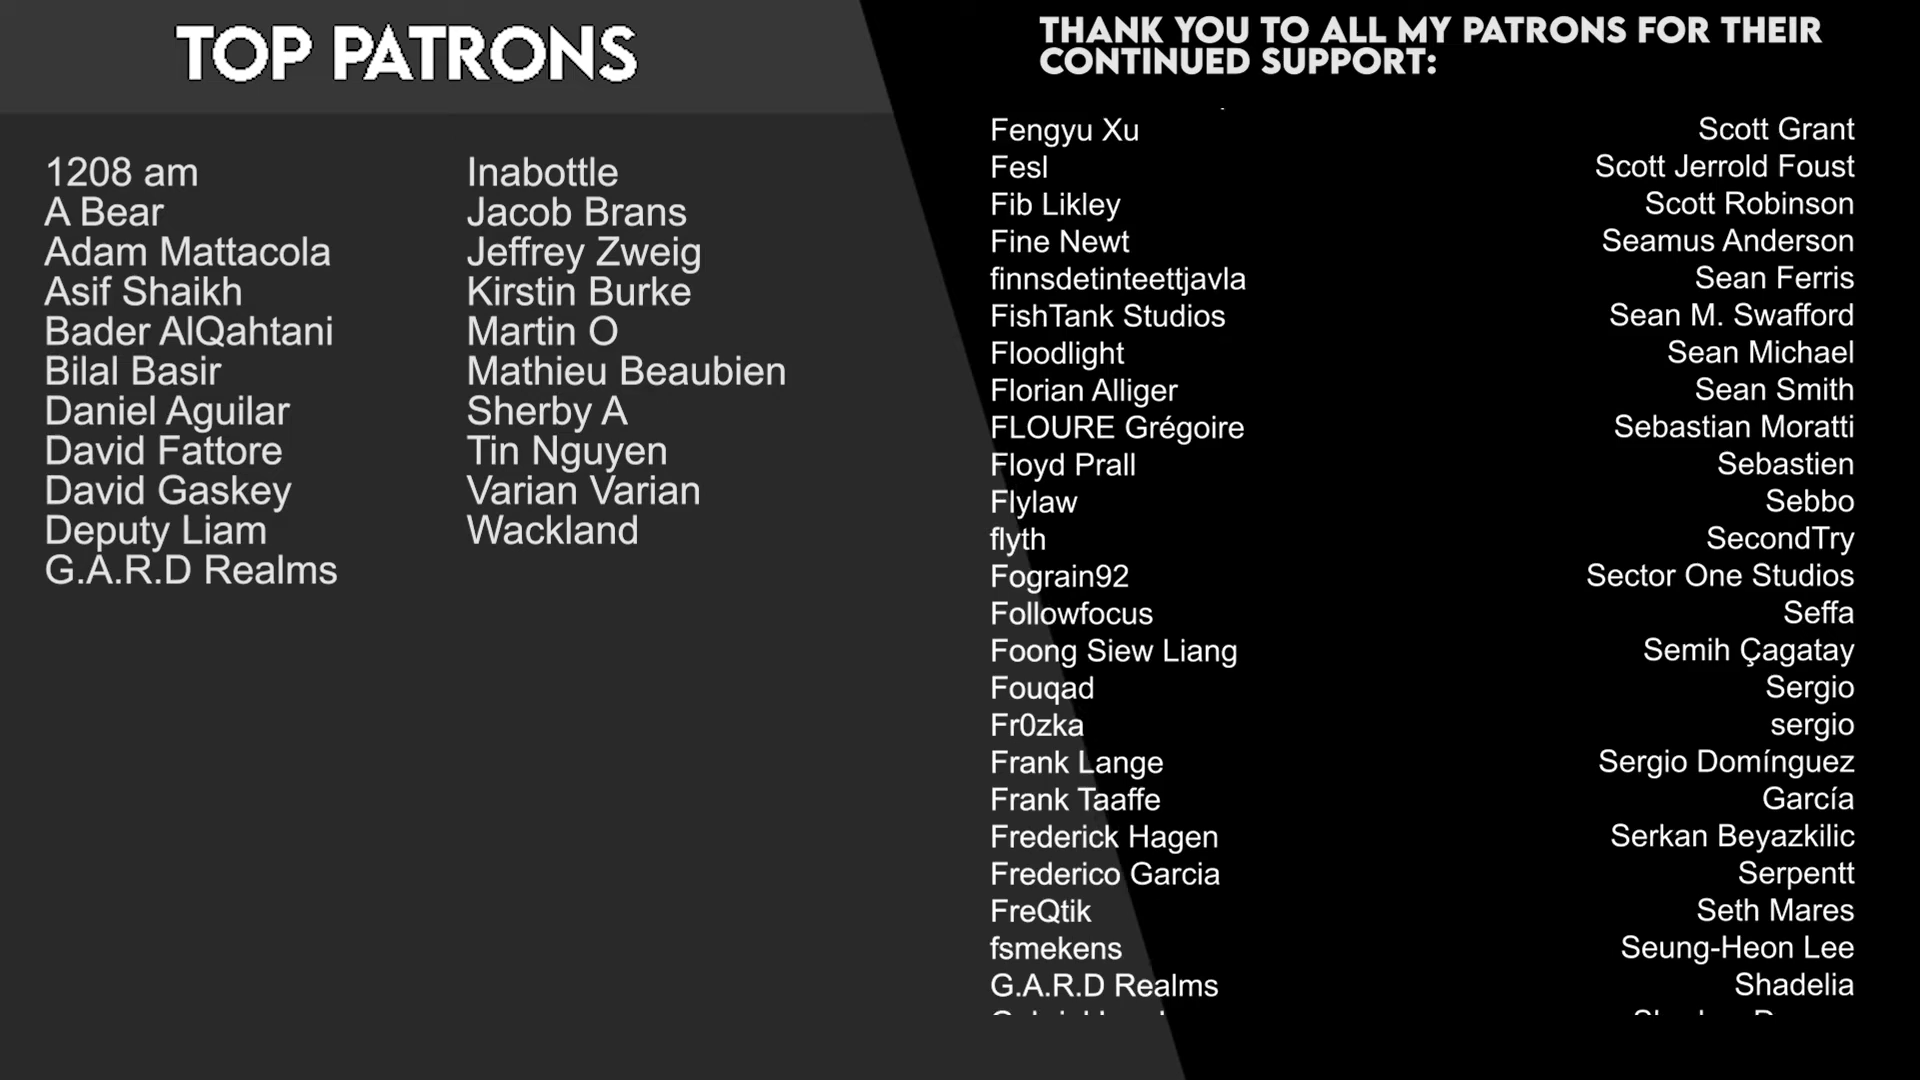 TOP PATRONS
1208 am
A Bear
Adam Mattacola
Asif Shaikh
Bader AlQahtani
Bilal Basir
Daniel Aguilar
David Fattore
David Gaskey
Deputy Liam
G.A.R.D Realms
Inabottle
Jacob Brans
Jeffrey Zweig
Kirstin Burke
Martin O
Mathieu Beaubien
Sherby A
Tin Nguyen
Varian Varian
Wackland
THANK YOU TO ALL MY PATRONS FOR THEIR
CONTINUED SUPPORT:
Fengyu Xu
Fesl
Fib Likley
Fine Newt
finnsdetinteettjavla
FishTank Studios
Floodlight
Florian Alliger
FLOURE Grégoire
Floyd Prall
Flylaw
flyth
Fograin92
Followfocus
Foong Siew Liang
Fouqad
Fr0zka
Frank Lange
Frank Taaffe
Frederick Hagen
Frederico Garcia
FreQtik
fsmekens
G.A.R.D Realms
Scott Grant
Scott Jerrold Foust
Scott Robinson
Seamus Anderson
Sean Ferris
Sean M. Swafford
Sean Michael
Sean Smith
Sebastian Moratti
Sebastien
Sebbo
SecondTry
Sector One Studios
Seffa
Semih Çagatay
Sergio
sergio
Sergio Domínguez
García
Serkan Beyazkilic
Serpentt
Seth Mares
Seung-Heon Lee
Shadelia